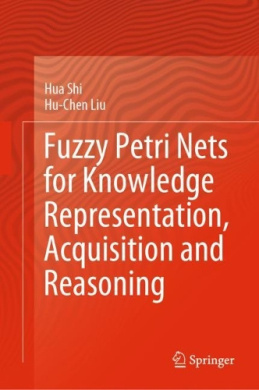 Hua Shi
Hu-Chen Liu
Fuzzy Petri Nets
for Knowledge
Representation,
Acquisition and
Reasoning
Springer